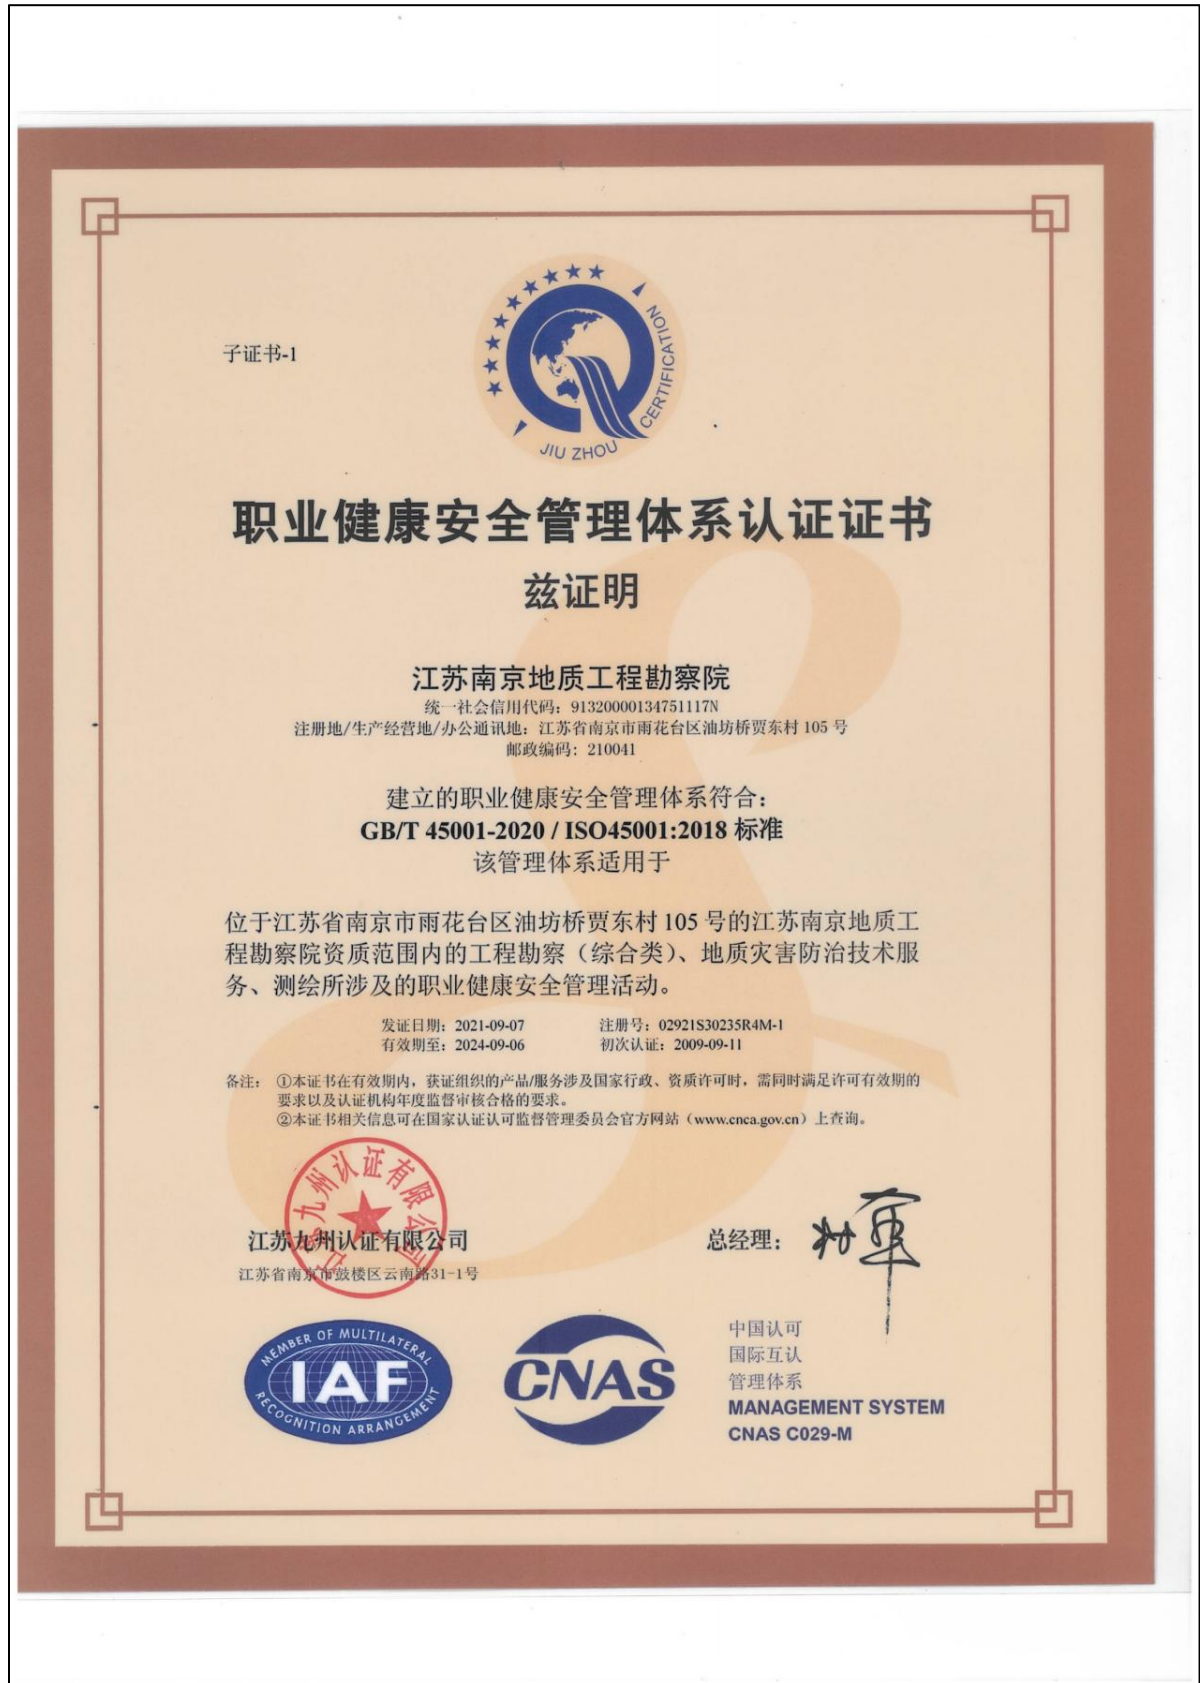 子证书-1
JIU ZHOU CERTIFICATION
职业健康安全管理体系认证证书
兹证明
江苏南京地质工程勘察院
统一社会信用代码：91320000134751117N
注册地/生产经营地/办公通讯地：江苏省南京市雨花台区油坊桥贾东村 105 号
邮政编码：210041
建立的职业健康安全管理体系符合：
GB/T 45001-2020 / ISO45001:2018 标准
该管理体系适用于
位于江苏省南京市雨花台区油坊桥贾东村 105 号的江苏南京地质工
程勘察院资质范围内的工程勘察（综合类）、地质灾害防治技术服
务、测绘所涉及的职业健康安全管理活动。
发证日期：2021-09-07 注册号：02921S30235R4M-1
有效期至：2024-09-06 初次认证：2009-09-11
备注： ①本证书在有效期内，获证组织的产品/服务涉及国家行政、资质许可时，需同时满足许可有效期的
要求以及认证机构年度监督审核合格的要求。
②本证书相关信息可在国家认证认可监督管理委员会官方网站（www.cnca.gov.cn）上查询。
江苏九州认证有限公司
江苏九州认证有限公司 总经理：
江苏省南京市鼓楼区云南路31-1号
MEMBER OF MULTILATERAL
IAF
RECOGNITION ARRANGEMENT
CNAS
中国认可
国际互认
管理体系
MANAGEMENT SYSTEM
CNAS C029-M